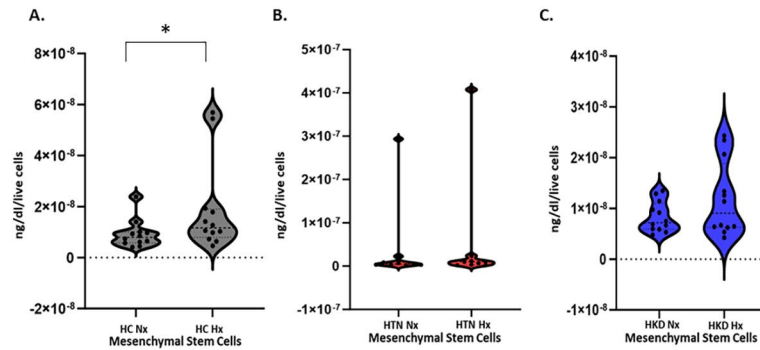 A.
*
8×10^-8
6×10^-8
4×10^-8
2×10^-8
0
-2×10^-8
ng/dl/live cells
HC Nx
HC Hx
Mesenchymal Stem Cells
B.
5×10^-7
4×10^-7
3×10^-7
2×10^-7
1×10^-7
0
-1×10^-7
ng/dl/live cells
HTN Nx
HTN Hx
Mesenchymal Stem Cells
C.
4×10^-8
3×10^-8
2×10^-8
1×10^-8
0
-1×10^-8
ng/dl/live cells
HKD Nx
HKD Hx
Mesenchymal Stem Cells